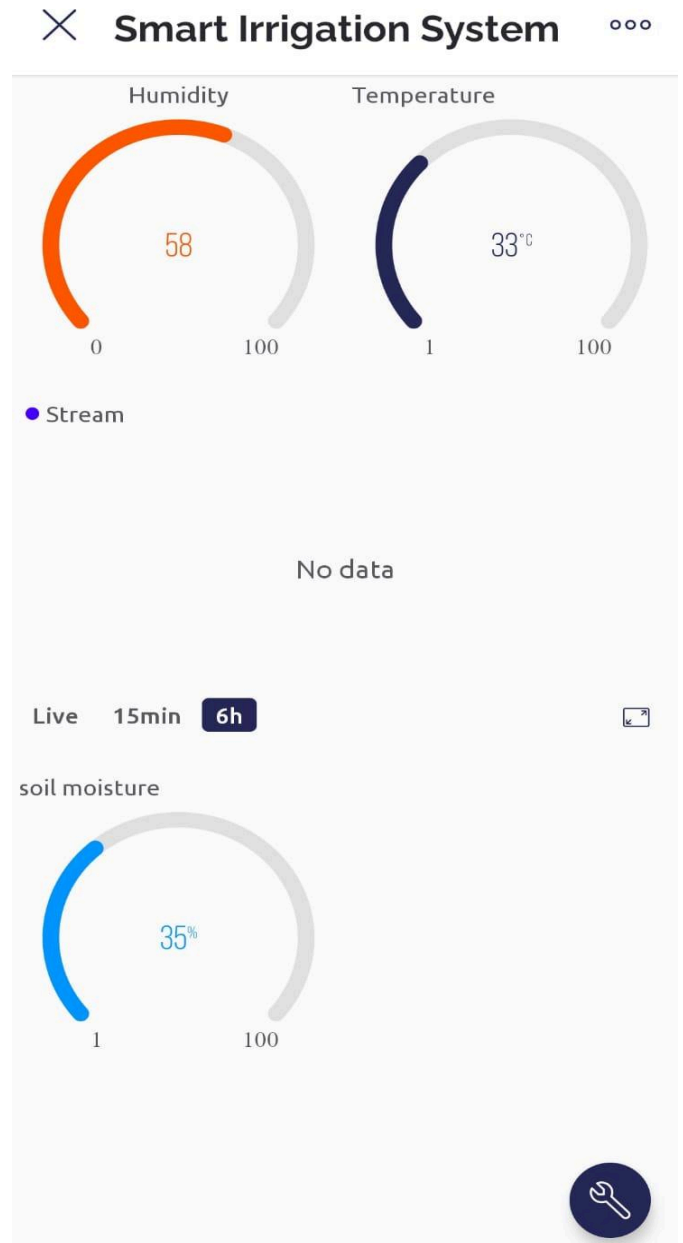 Smart Irrigation System
Humidity Temperature
58 33°C
0 100 1 100
Stream
No data
Live 15min 6h
soil moisture
35%
1 100